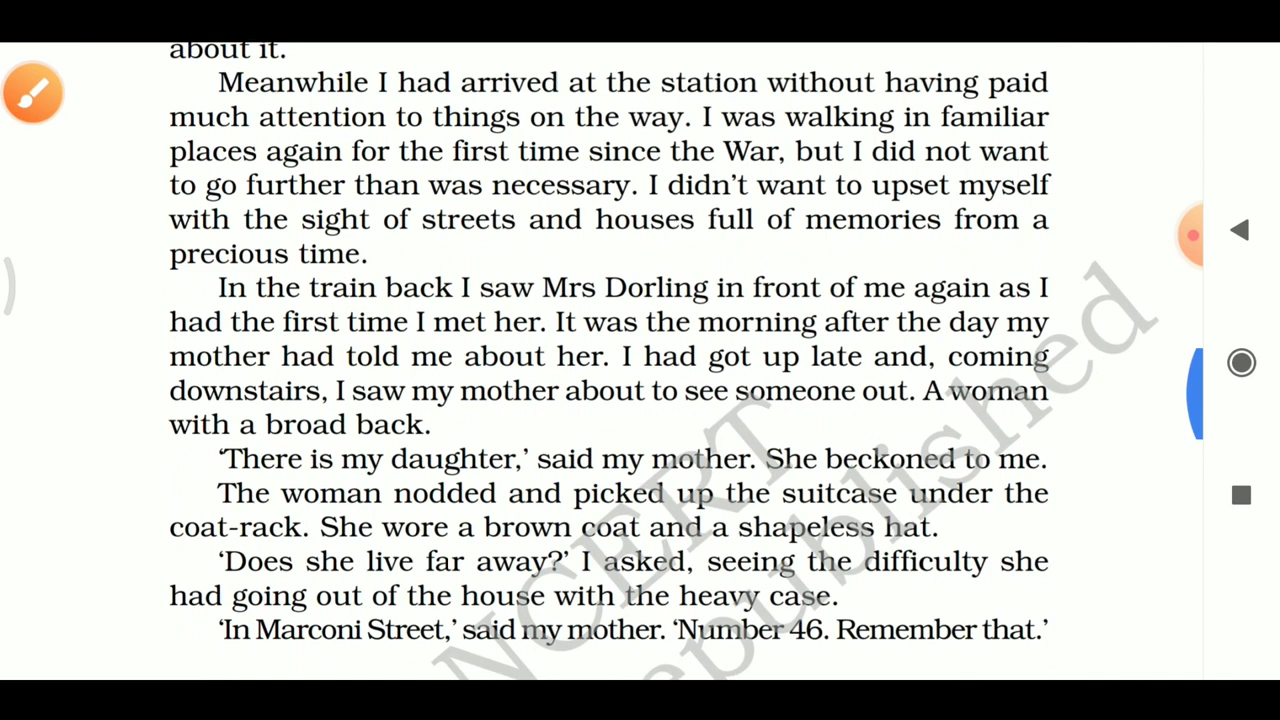 about it.
Meanwhile I had arrived at the station without having paid
much attention to things on the way. I was walking in familiar
places again for the first time since the War, but I did not want
to go further than was necessary. I didn't want to upset myself
with the sight of streets and houses full of memories from a
precious time.
In the train back I saw Mrs Dorling in front of me again as I
had the first time I met her. It was the morning after the day my
mother had told me about her. I had got up late and, coming
downstairs, I saw my mother about to see someone out. A woman
with a broad back.
‘There is my daughter,’ said my mother. She beckoned to me.
The woman nodded and picked up the suitcase under the
coat-rack. She wore a brown coat and a shapeless hat.
‘Does she live far away?’ I asked, seeing the difficulty she
had going out of the house with the heavy case.
‘In Marconi Street,’ said my mother. ‘Number 46. Remember that.’
NCERT
epublished